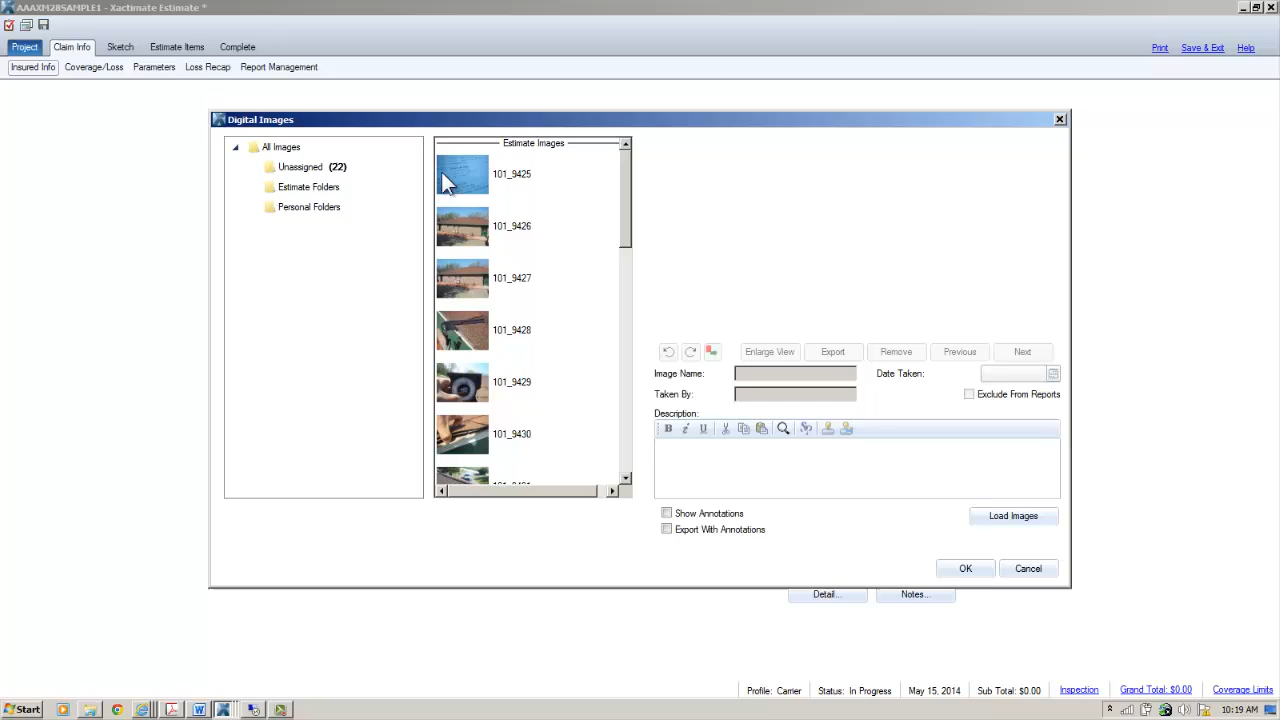 AAAXM28SAMPLE1 - Xactimate Estimate *
Project Claim Info Sketch Estimate Items Complete
Print Save & Exit Help
Insured Info Coverage/Loss Parameters Loss Recap Report Management
Digital Images
All Images
Unassigned (22)
Estimate Folders
Personal Folders
Estimate Images
101_9425
101_9426
101_9427
101_9428
101_9429
101_9430
Enlarge View Export Remove Previous Next
Image Name: Date Taken:
Taken By: Exclude From Reports
Description:
B i U
Show Annotations
Export With Annotations
Load Images
OK Cancel
Detail... Notes...
Profile: Carrier Status: In Progress May 15, 2014 Sub Total: $0.00 Inspection Grand Total: $0.00 Coverage Limits
Start 10:19 AM